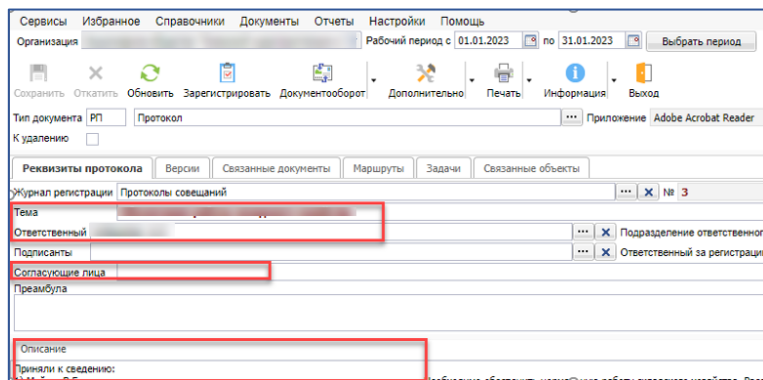 Сервисы Избранное Справочники Документы Отчеты Настройки Помощь
Организация Рабочий период с 01.01.2023 по 31.01.2023 Выбрать период
Сохранить Откатить Обновить Зарегистрировать Документооборот Дополнительно Печать Информация Выход
Тип документа РП Протокол ... Приложение Adobe Acrobat Reader
К удалению
Реквизиты протокола Версии Связанные документы Маршруты Задачи Связанные объекты
Журнал регистрации Протоколы совещаний ... X № 3
Тема
Ответственный ... X Подразделение ответственног
Подписанты ... X Ответственный за регистраци
Согласующие лица
Преамбула
Описание
Приняли к сведению: